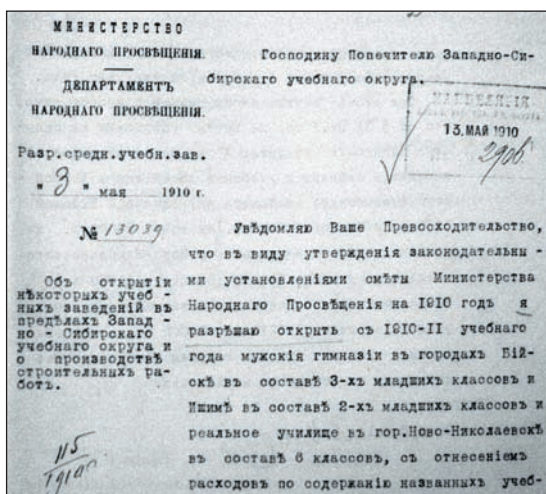 МИНИСТЕРСТВО
НАРОДНАГО ПРОСВѢЩЕНІЯ.
ДЕПАРТАМЕНТЪ
НАРОДНАГО ПРОСВѢЩЕНІЯ.
Разр.средн.учебн.зав.
" 3 " мая 1910 г.
№ 13039
Объ открытіи
нѣкоторыхъ учеб -
ныхъ заведеній въ
предѣлахъ Запад -
но - Сибирскаго
учебнаго округа и
о производствѣ
строительныхъ ра-
ботъ.
115
1910
Господину Попечителю Западно-Си-
бирскаго учебнаго округа.
13.МАЙ 1910
2906
Увѣдомляю Ваше Превосходительство,
что въ виду утвержденія законодательны -
ми установленіями смѣты Министерства
Народнаго Просвѣщенія на 1910 годъ я
разрѣшаю открыть съ 1910-II учебнаго
года мужскія гимназіи въ городахъ Бій-
скѣ въ составѣ 3-хъ младшихъ классовъ и
Ишимѣ въ составѣ 2-хъ младшихъ классовъ и
реальное училище въ гор.Ново-Николаевскѣ
въ составѣ 6 классовъ, съ отнесеніемъ
расходовъ по содержанію названныхъ учеб-